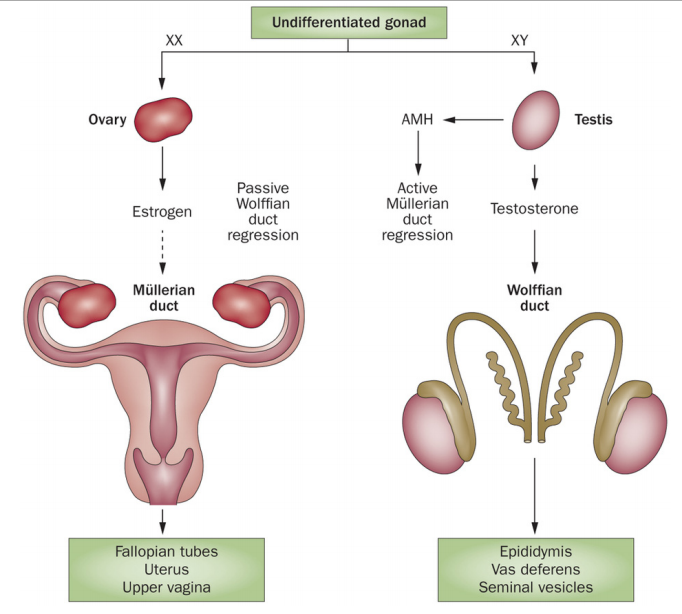 Undifferentiated gonad
XX
XY
Ovary
AMH
Testis
Estrogen
Passive
Wolffian
duct
regression
Active
Müllerian
duct
regression
Testosterone
Müllerian
duct
Wolffian
duct
Fallopian tubes
Uterus
Upper vagina
Epididymis
Vas deferens
Seminal vesicles